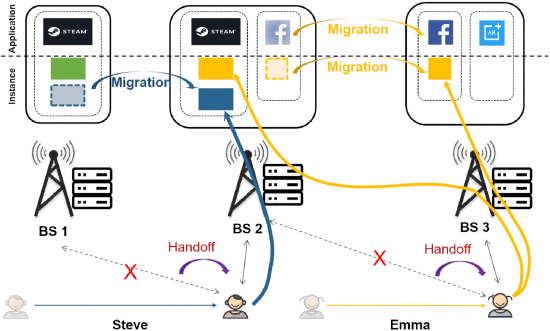 Application
STEAM
STEAM
Migration
AR
Instance
Migration
Migration
BS 1
BS 2
BS 3
Handoff
Handoff
X
X
Steve
Emma